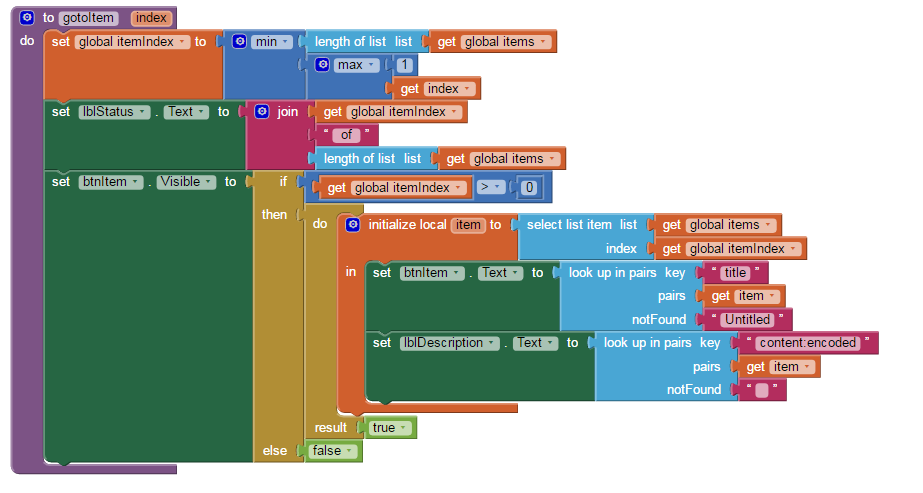 to gotoItem index
do set global itemIndex to min length of list list get global items
max 1
get index
set lblStatus . Text to join get global itemIndex
“ of ”
length of list list get global items
set btnItem . Visible to if get global itemIndex > 0
then do initialize local item to select list item list get global items
index get global itemIndex
in set btnItem . Text to look up in pairs key “ title ”
pairs get item
notFound “ Untitled ”
set lblDescription . Text to look up in pairs key “ content:encoded ”
pairs get item
notFound “ ”
result true
else false